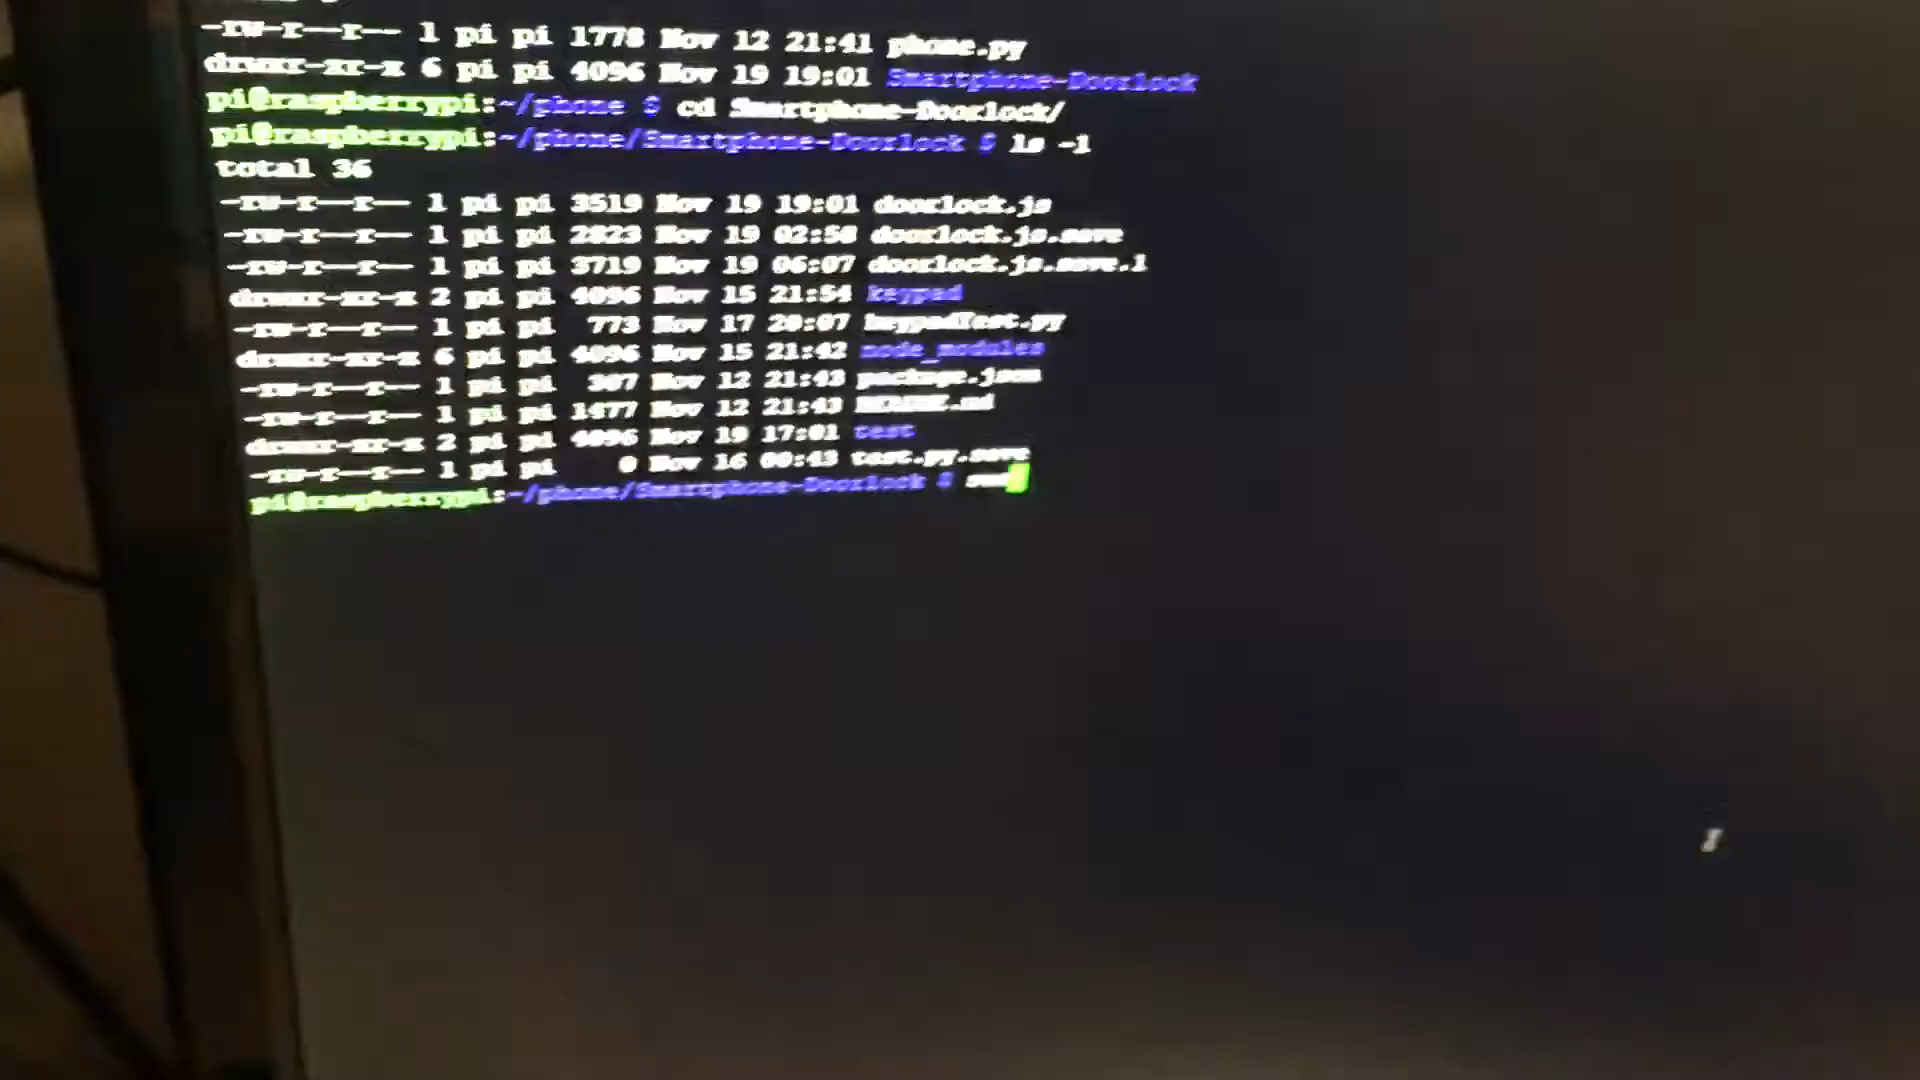 -rw-r--r-- 1 pi pi 1778 Nov 12 21:41 phone.py
drwxr-xr-x 6 pi pi 4096 Nov 19 19:01 Smartphone-Doorlock
pi@raspberrypi:~/phone $ cd Smartphone-Doorlock/
pi@raspberrypi:~/phone/Smartphone-Doorlock $ ls -l
total 36
-rw-r--r-- 1 pi pi 3519 Nov 19 19:01 doorlock.js
-rw-r--r-- 1 pi pi 2823 Nov 19 02:58 doorlock.js.save
-rw-r--r-- 1 pi pi 3719 Nov 19 06:07 doorlock.js.save.1
drwxr-xr-x 2 pi pi 4096 Nov 15 21:54 keypad
-rw-r--r-- 1 pi pi 773 Nov 17 20:07 keypadTest.py
drwxr-xr-x 6 pi pi 4096 Nov 15 21:42 node_modules
-rw-r--r-- 1 pi pi 307 Nov 12 21:43 package.json
-rw-r--r-- 1 pi pi 1477 Nov 12 21:43 README.md
drwxr-xr-x 2 pi pi 4096 Nov 19 17:01 test
-rw-r--r-- 1 pi pi 0 Nov 16 00:43 test.py.save
pi@raspberrypi:~/phone/Smartphone-Doorlock $